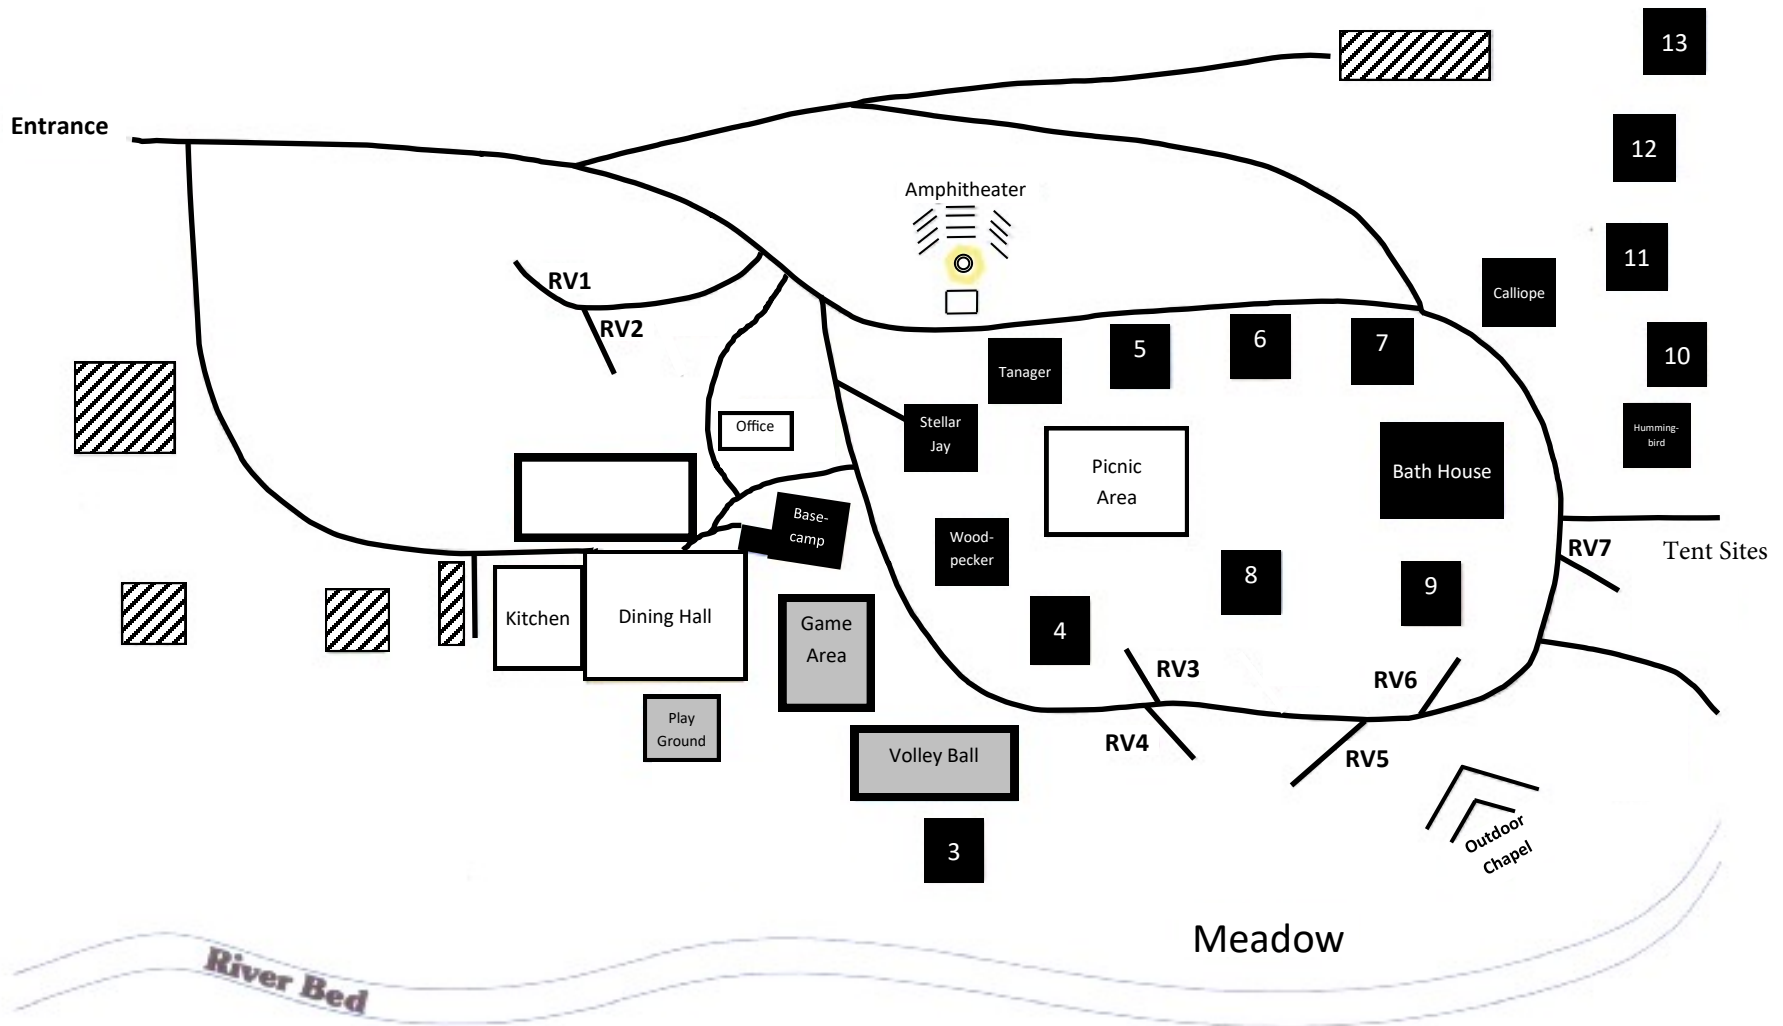 13
Entrance
12
Amphitheater
11
RV1
Calliope
RV2
5
6
7
10
Tanager
Office
Stellar
Jay
Picnic
Area
Bath House
Humming-
bird
Base-
camp
Wood-
pecker
RV7
Tent Sites
8
9
Kitchen
Dining Hall
Game
Area
4
RV3
RV6
Play
Ground
RV4
Volley Ball
RV5
Outdoor
Chapel
3
Meadow
River Bed